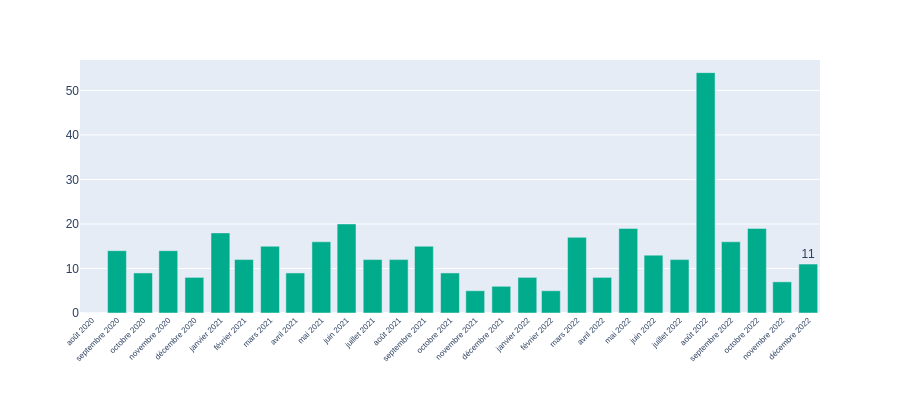 50
40
30
20
10
0
11
août 2020
septembre 2020
octobre 2020
novembre 2020
décembre 2020
janvier 2021
février 2021
mars 2021
avril 2021
mai 2021
juin 2021
juillet 2021
août 2021
septembre 2021
octobre 2021
novembre 2021
décembre 2021
janvier 2022
février 2022
mars 2022
avril 2022
mai 2022
juin 2022
juillet 2022
août 2022
septembre 2022
octobre 2022
novembre 2022
décembre 2022